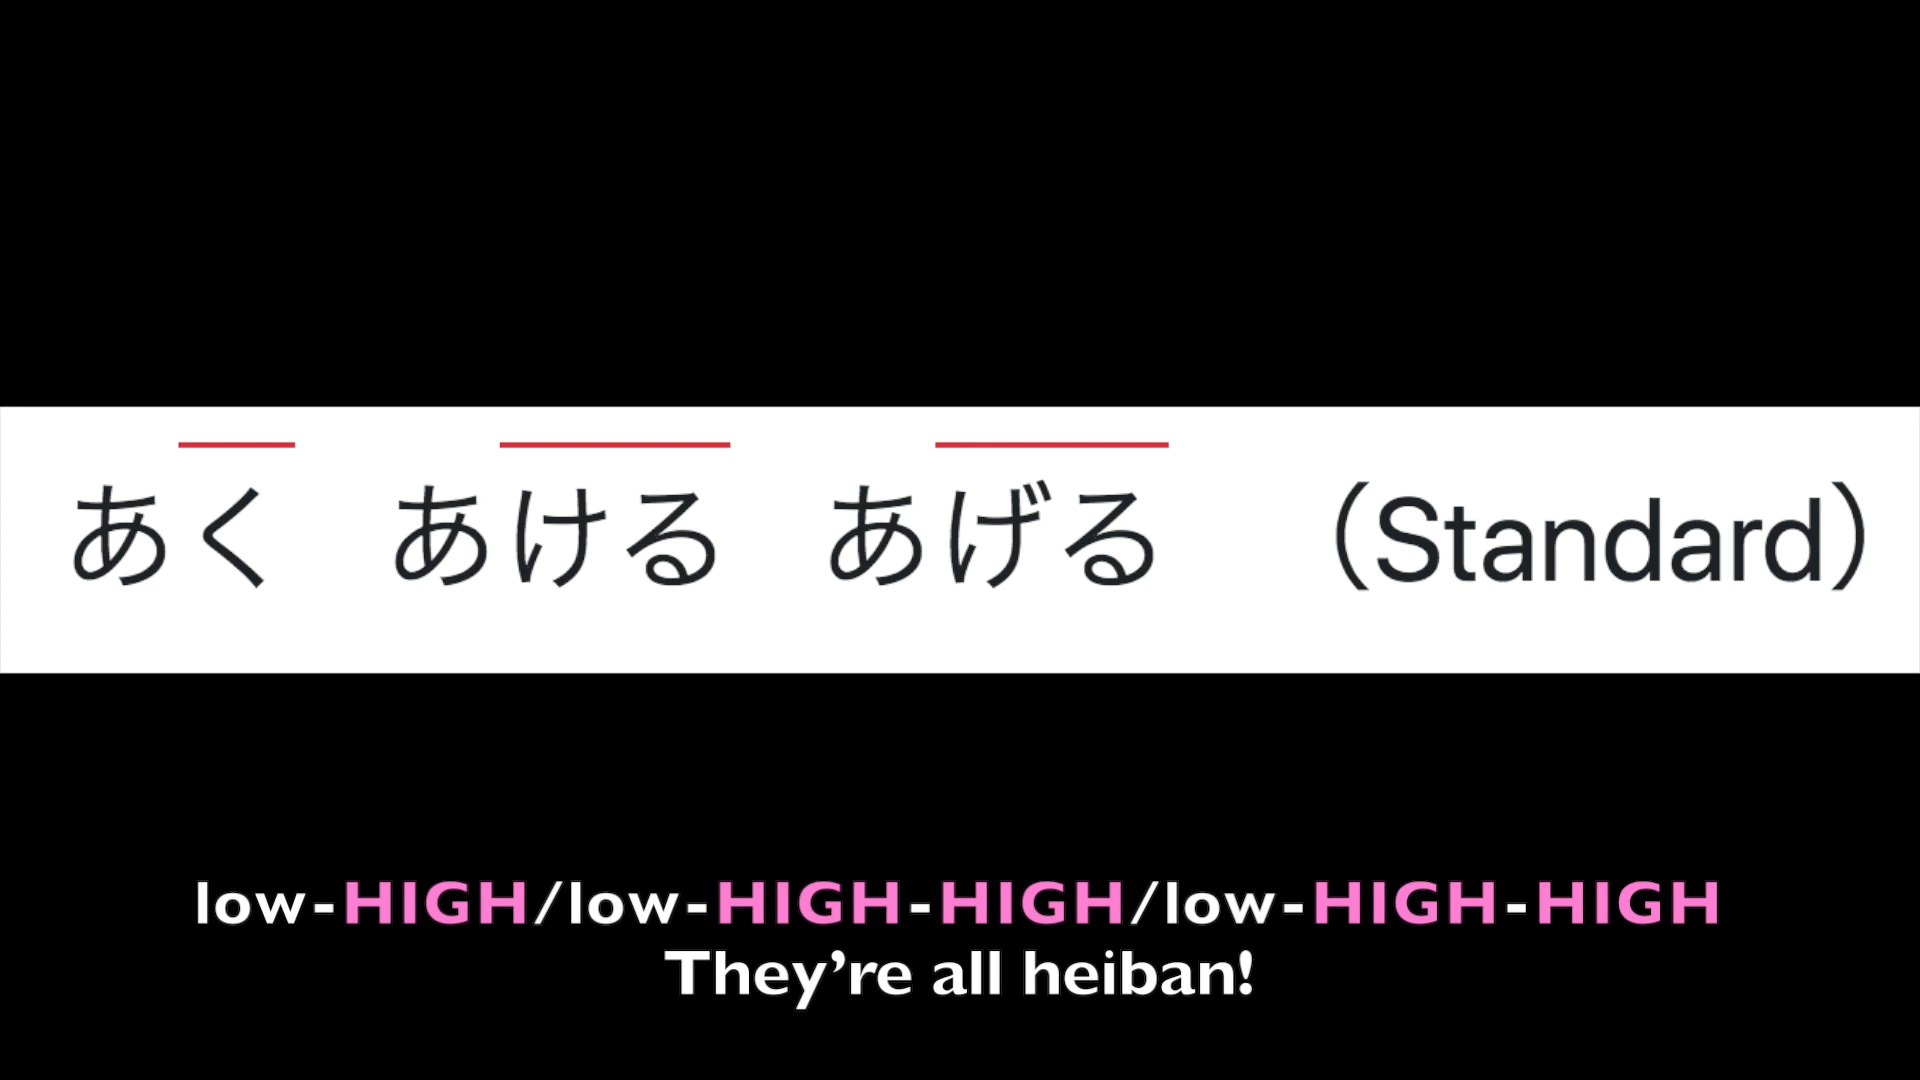 あく あける あげる （Standard）
low-HIGH/low-HIGH-HIGH/low-HIGH-HIGH
They’re all heiban!